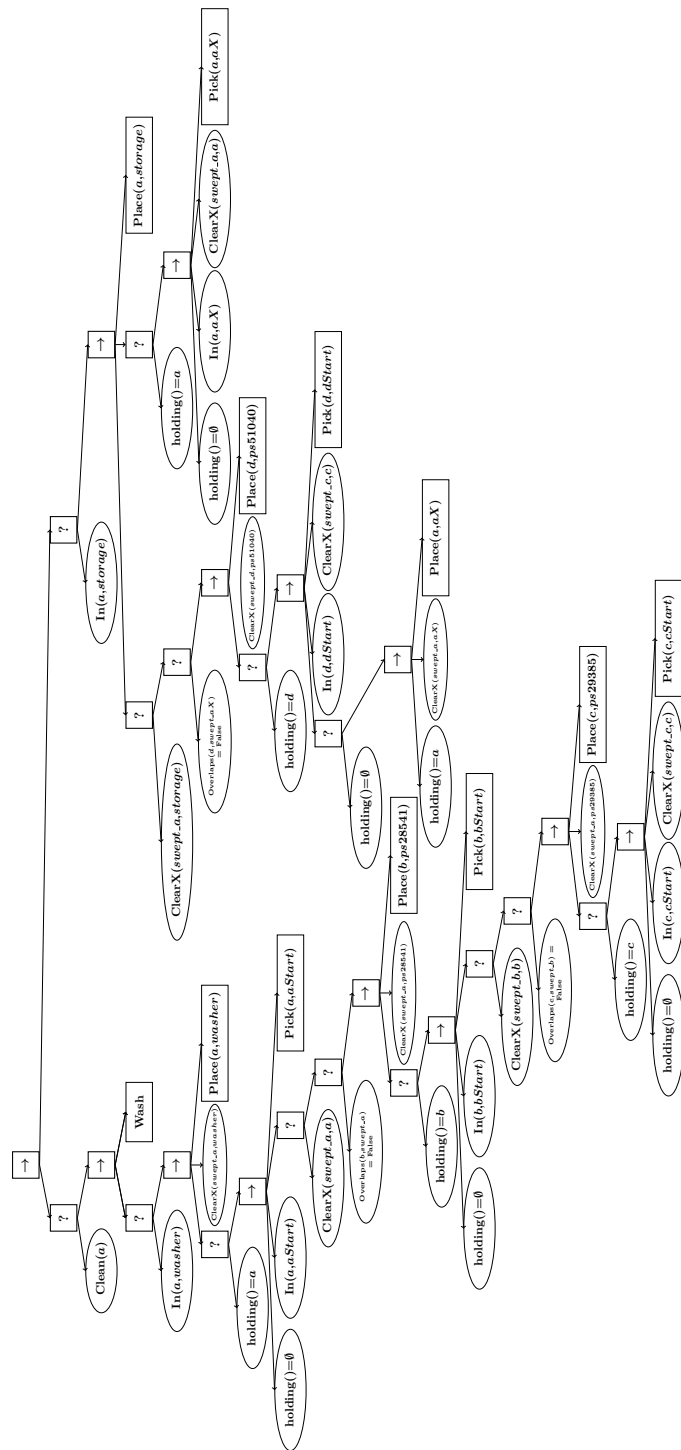 →
? ?
Clean(a) → In(a,storage) →
? Wash ? ? Place(a,storage)
In(a,washer) → ClearX(swept_a,storage) ? holding()=a →
? ClearX(swept_a,washer) Place(a,washer) Overlaps(d,swept_aX) → holding()=∅ In(a,aX) ClearX(swept_a,a) Pick(a,aX)
= False
holding()=a → ? ClearX(swept_d,ps51040) Place(d,ps51040)
holding()=∅ In(a,aStart) ? Pick(a,aStart) holding()=d →
ClearX(swept_a,a) ? ? In(d,dStart) ClearX(swept_c,c) Pick(d,dStart)
Overlaps(b,swept_a) → holding()=∅ →
= False
? ClearX(swept_a,ps28541) Place(b,ps28541)
holding()=b → holding()=a ClearX(swept_a,aX) Place(a,aX)
holding()=∅ In(b,bStart) ? Pick(b,bStart)
ClearX(swept_b,b) ?
Overlaps(c,swept_b) = →
False
? ClearX(swept_a,ps29385) Place(c,ps29385)
holding()=c →
holding()=∅ In(c,cStart) ClearX(swept_c,c) Pick(c,cStart)